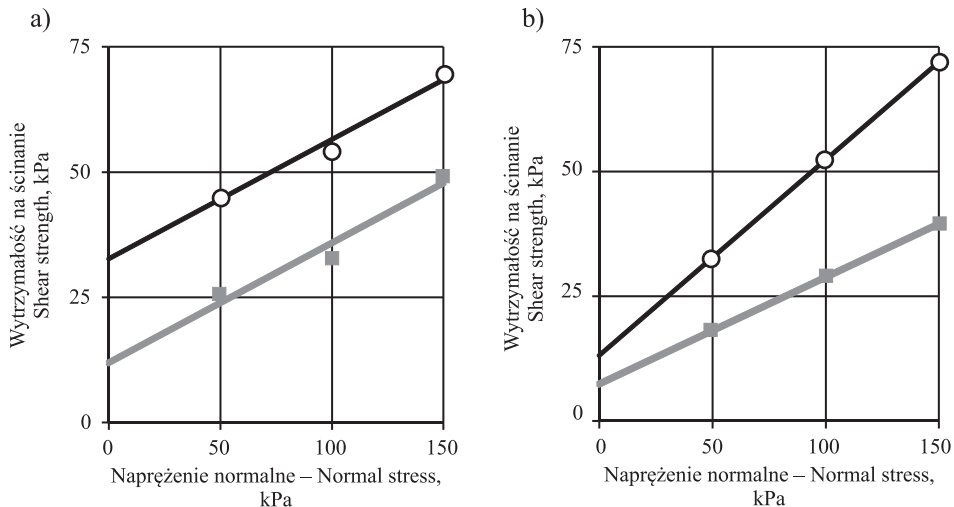 a)
75
50
25
0
0 50 100 150
Wytrzymałość na ścinanie
Shear strength, kPa
Naprężenie normalne – Normal stress,
kPa
b)
75
50
25
0
0 50 100 150
Wytrzymałość na ścinanie
Shear strength, kPa
Naprężenie normalne – Normal stress,
kPa